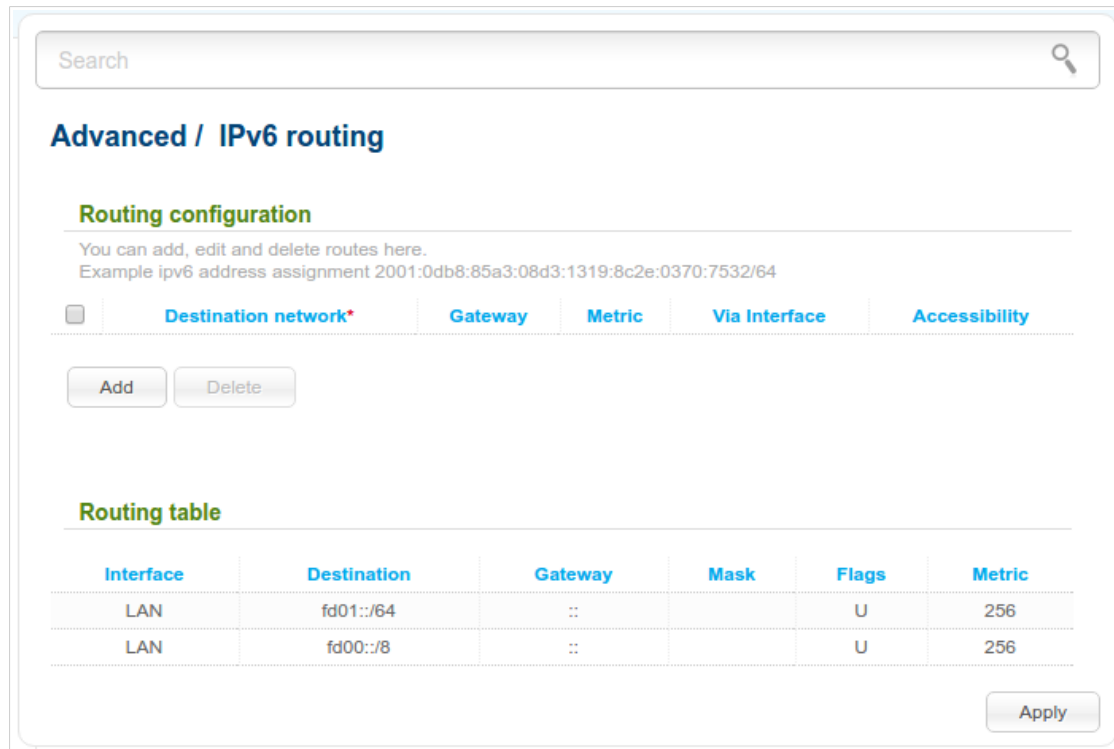 Search
Advanced / IPv6 routing
Routing configuration
You can add, edit and delete routes here.
Example ipv6 address assignment 2001:0db8:85a3:08d3:1319:8c2e:0370:7532/64
Destination network* Gateway Metric Via Interface Accessibility
Add Delete
Routing table
Interface Destination Gateway Mask Flags Metric
LAN fd01::/64 :: U 256
LAN fd00::/8 :: U 256
Apply